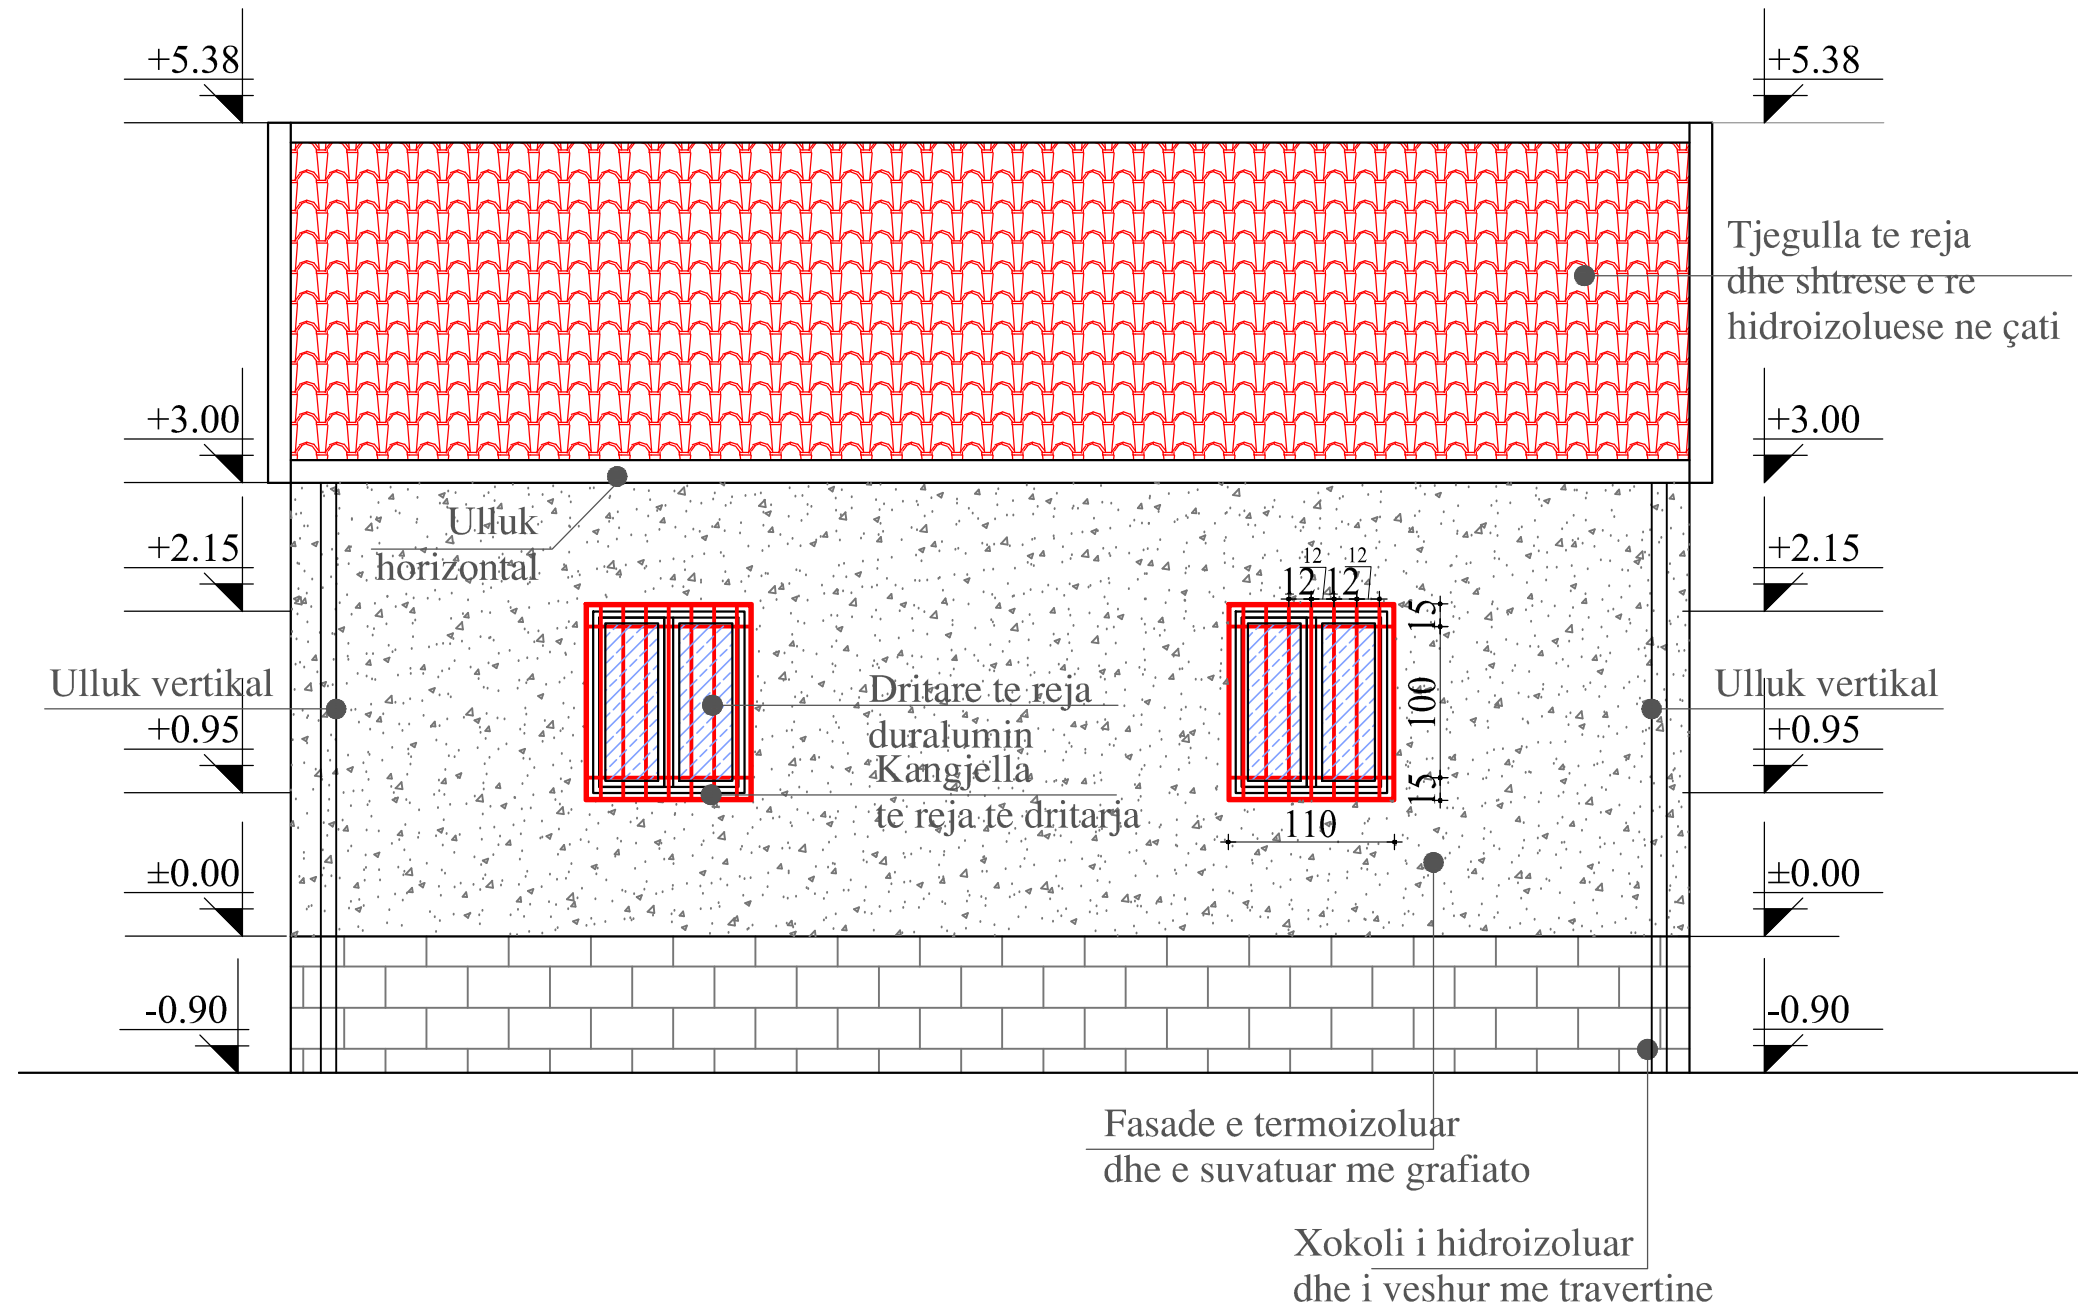 +5.38
+5.38
Tjegulla te reja
dhe shtrese e re
hidroizoluese ne çati
+3.00
+3.00
Ulluk
horizontal
+2.15
+2.15
12
12
12
12
15
100
15
110
Ulluk vertikal
Ulluk vertikal
Dritare te reja
duralumin
Kangjella
te reja te dritarja
+0.95
+0.95
±0.00
±0.00
-0.90
-0.90
Fasade e termoizoluar
dhe e suvatuar me grafiato
Xokoli i hidroizoluar
dhe i veshur me travertine